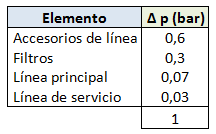 Elemento Δ p (bar)
Accesorios de línea 0,6
Filtros 0,3
Línea principal 0,07
Línea de servicio 0,03
1